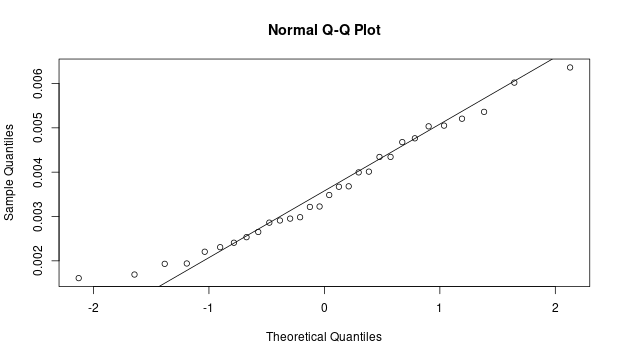 Normal Q-Q Plot
Sample Quantiles
0.006
0.005
0.004
0.003
0.002
-2 -1 0 1 2
Theoretical Quantiles